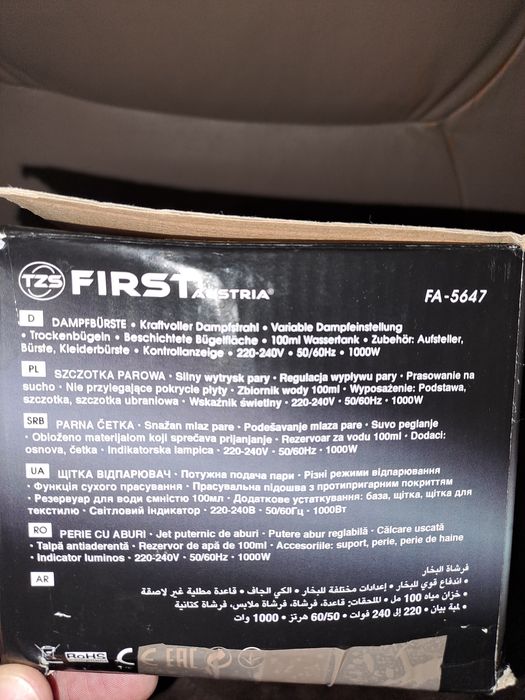 TZS FIRST AUSTRIA®
FA-5647
D DAMPFBÜRSTE • Kraftvoller Dampfstrahl • Variable Dampfeinstellung
• Trockenbügeln • Beschichtete Bügelfläche • 100ml Wassertank • Zubehör: Aufsteller,
Bürste, Kleiderbürste • Kontrollanzeige • 220-240V • 50/60Hz • 1000W
PL SZCZOTKA PAROWA • Silny wytrysk pary • Regulacja wypływu pary • Prasowanie na
sucho • Nie przylegające pokrycie płyty • Zbiornik wody 100ml • Wyposażenie: Podstawa,
szczotka, szczotka ubraniowa • Wskaźnik świetlny • 220-240V • 50/60Hz • 1000W
SRB PARNA ČETKA • Snažan mlaz pare • Podešavanje mlaza pare • Suvo peglanje
• Obloženo materijalom koji sprečava prijanjanje • Rezervoar za vodu 100ml • Dodaci:
osnova, četka • Indikatorska lampica • 220-240V • 50/60Hz • 1000W
UA ЩІТКА ВІДПАРЮВАЧ • Потужна подача пари • Різні режими відпарювання
• Функція сухого прасування • Прасувальна підошва з протипригарним покриттям
• Резервуар для води ємністю 100мл • Додаткове устаткування: база, щітка, щітка для
текстилю • Світловий індикатор • 220-240В • 50/60Гц • 1000Вт
RO PERIE CU ABURI • Jet puternic de aburi • Putere abur reglabilă • Călcare uscată
• Talpă antiaderentă • Rezervor de apă de 100ml • Accesoriile: suport, perie, perie de haine
• Indicator luminos • 220-240V • 50/60Hz • 1000W
AR فرشاة البخار
• اندفاع قوي للبخار • إعدادات مختلفة للبخار • الكي الجاف • قاعدة مطلية غير لاصقة
• خزان مياه 100 مل • الملحقات: قاعدة، فرشاة، فرشاة ملابس، فرشاة كتانية
• لمبة بيان • 220 إلى 240 فولت • 60/50 هرتز • 1000 وات
RoHS CE EAC